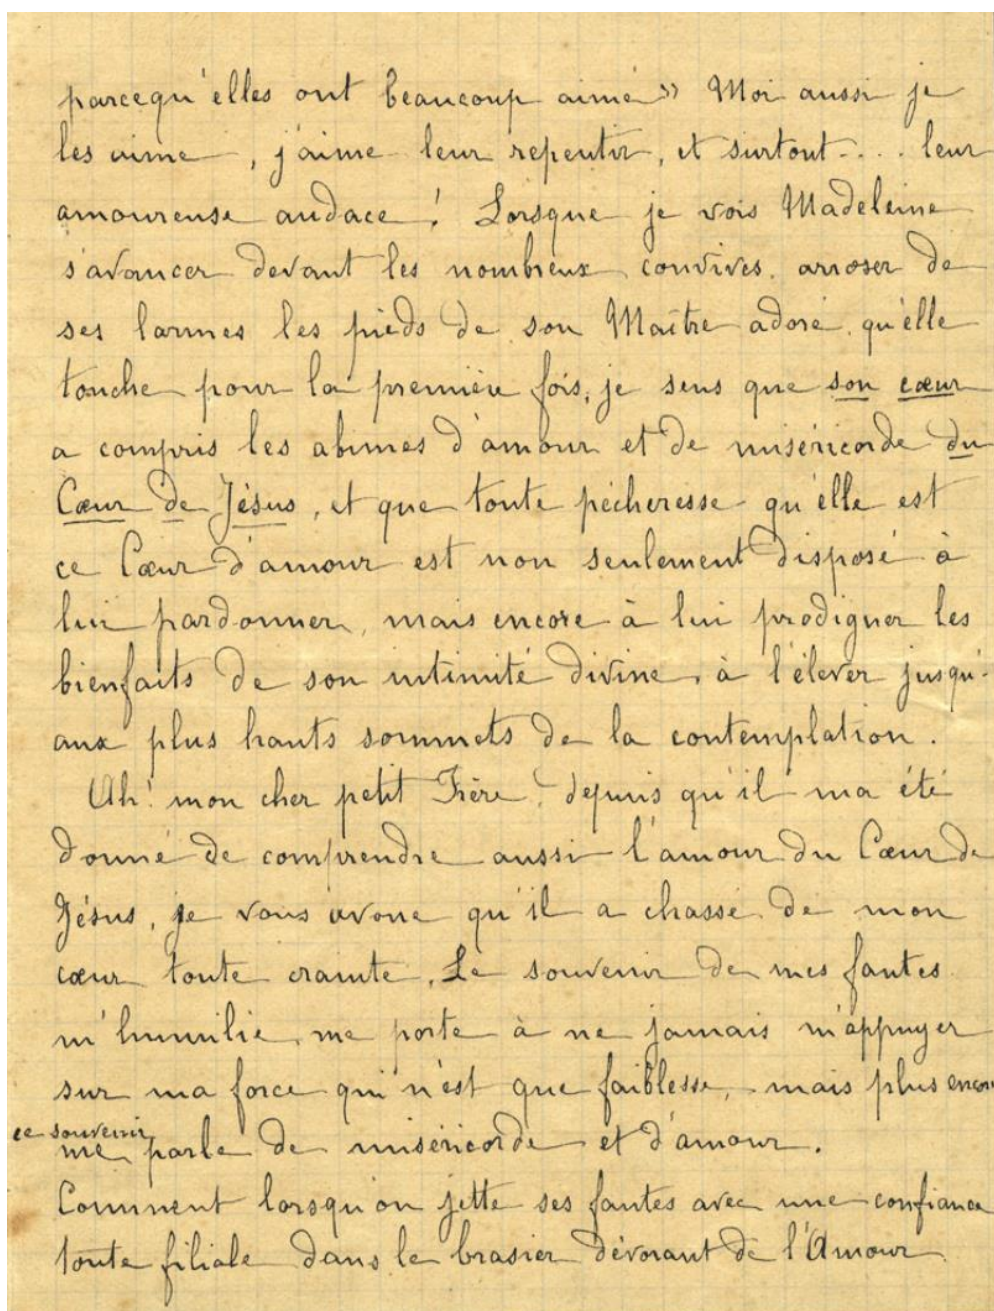 parcequ'elles ont beaucoup aimé » Moi aussi je
les aime, j'aime leur repentir, et surtout.... leur
amoureuse audace ! Lorsque je vois Madeleine
s'avancer devant les nombreux convives, arroser de
ses larmes les pieds de son Maître adoré, qu'elle
touche pour la première fois, je sens que son cœur
a compris les abimes d'amour et de miséricorde du
Cœur de Jésus, et que toute pécheresse qu'elle est
ce Cœur d'amour est non seulement disposé à
lui pardonner, mais encore à lui prodiguer les
bienfaits de son intimité divine, à l'élever jusqu'-
aux plus hauts sommets de la contemplation.
Ah ! mon cher petit Frère, depuis qu'il m'a été
donné de comprendre aussi l'amour du Cœur de
Jésus, je vous avoue qu'il a chassé de mon
cœur toute crainte. Le souvenir de mes fautes
m'humilie, me porte à ne jamais m'appuyer
sur ma force qui n'est que faiblesse, mais plus encore
ce souvenir
me parle de miséricorde et d'amour.
Comment lorsqu'on jette ses fautes avec une confiance
toute filiale dans le brasier dévorant de l'Amour